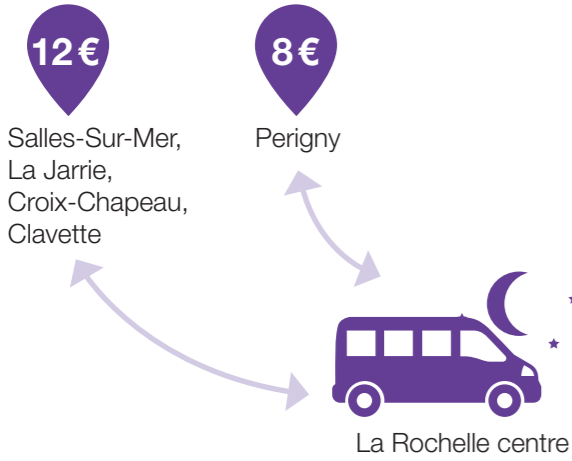 12 €
8 €
Salles-Sur-Mer,
La Jarrie,
Croix-Chapeau,
Clavette
Perigny
La Rochelle centre